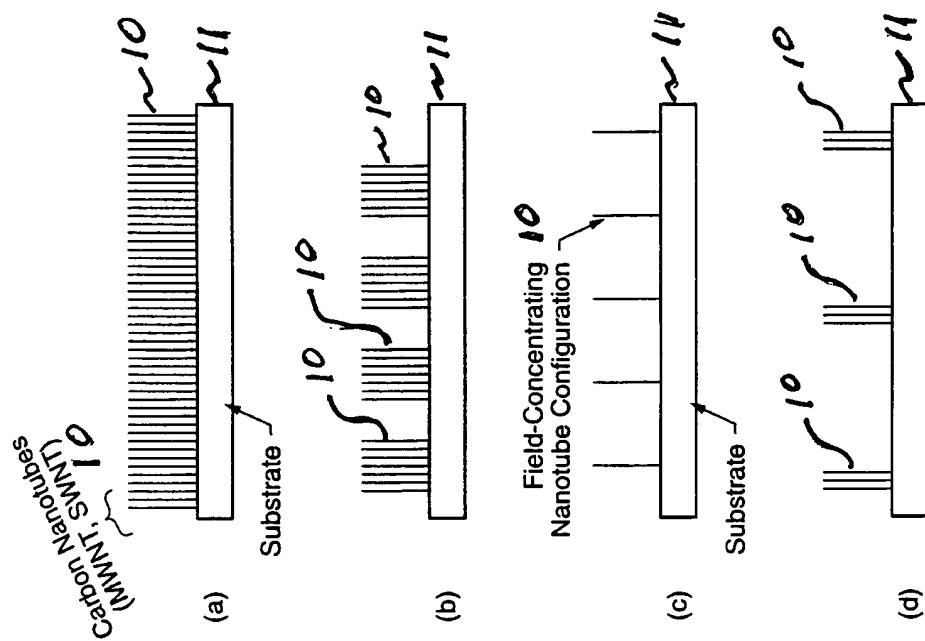 Carbon Nanotubes
(MWNT, SWNT) 10
10
11
Substrate
(a)
10
10
10
11
(b)
Field-Concentrating
Nanotube Configuration 10
11
Substrate
(c)
10
10
10
11
(d)